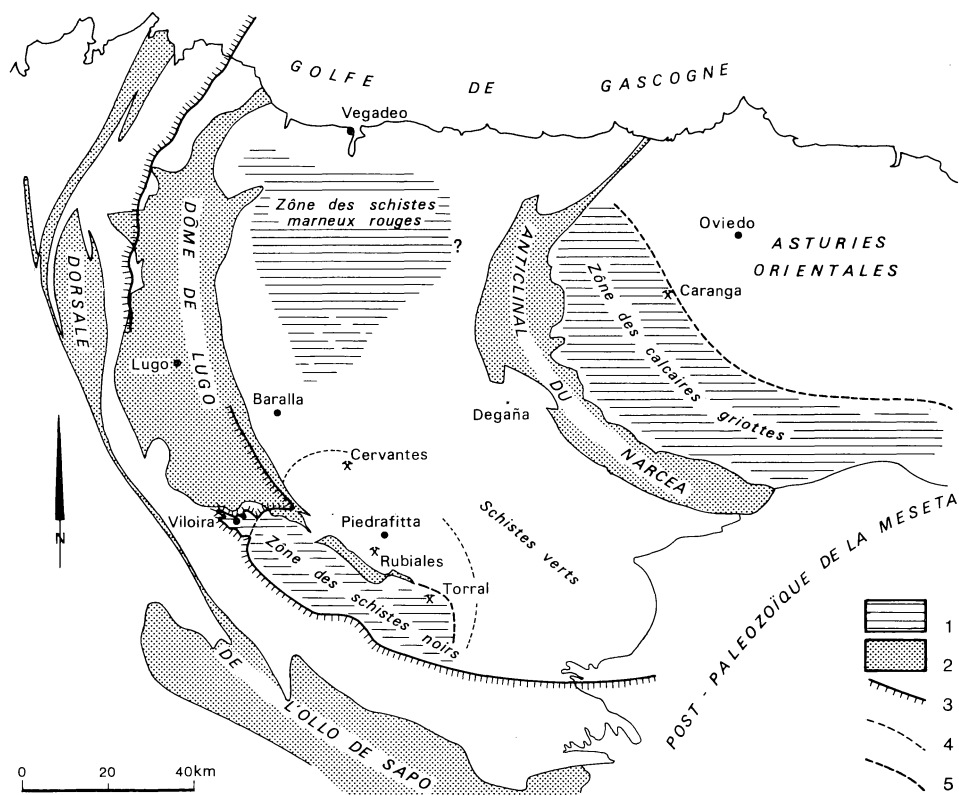 GOLFE DE GASCOGNE
Vegadeo
Zône des schistes
marneux rouges
?
DÔME DE LUGO
DORSALE
ANTICLINAL DU NARCEA
Oviedo
ASTURIES
ORIENTALES
Zône des calcaires griottes
Caranga
Lugo
Baralla
Degaña
Cervantes
Viloira
Piedrafitta
Rubiales
Torral
Zône des schistes noirs
Schistes verts
POST-PALEOZOÏQUE DE LA MESETA
DE L'OLLO DE SAPO
N
1
2
3
4
5
0 20 40km